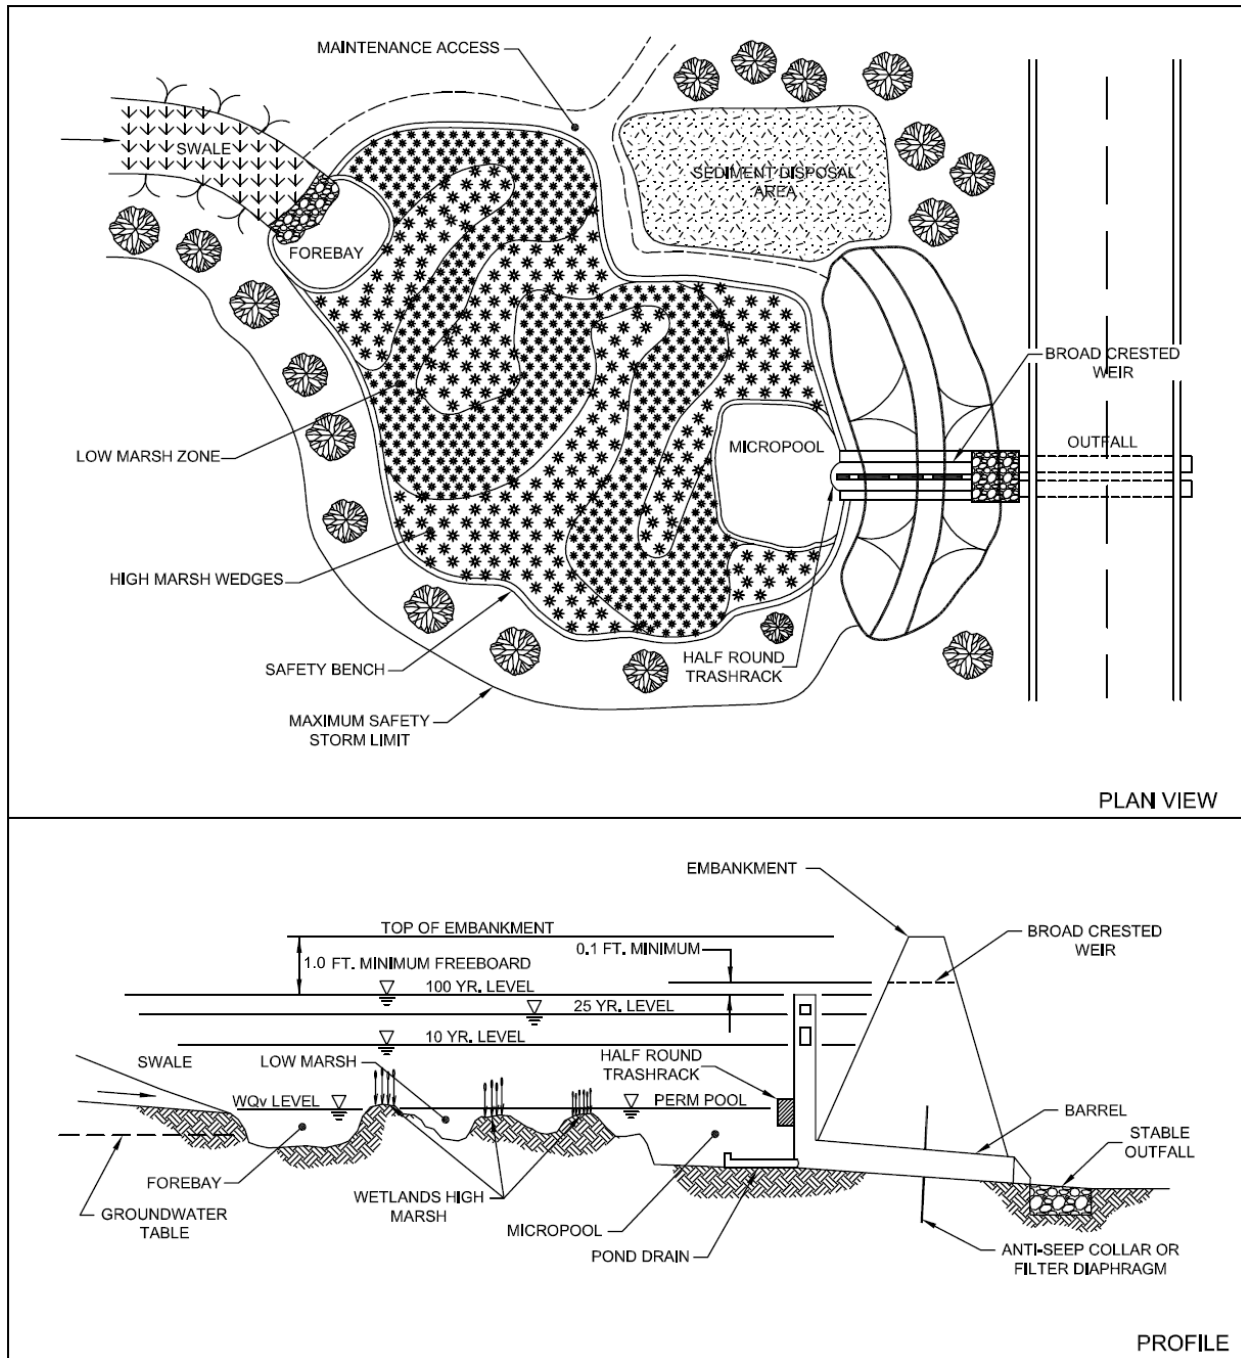 MAINTENANCE ACCESS
SWALE
SEDIMENT DISPOSAL
AREA
FOREBAY
BROAD CRESTED
WEIR
MICROPOOL
OUTFALL
LOW MARSH ZONE
HIGH MARSH WEDGES
SAFETY BENCH
HALF ROUND
TRASHRACK
MAXIMUM SAFETY
STORM LIMIT
PLAN VIEW
EMBANKMENT
TOP OF EMBANKMENT
0.1 FT. MINIMUM
BROAD CRESTED
WEIR
1.0 FT. MINIMUM FREEBOARD
100 YR. LEVEL
25 YR. LEVEL
10 YR. LEVEL
SWALE
LOW MARSH
HALF ROUND
TRASHRACK
WQv LEVEL
PERM POOL
BARREL
STABLE
OUTFALL
FOREBAY
WETLANDS HIGH
MARSH
GROUNDWATER
TABLE
MICROPOOL
POND DRAIN
ANTI-SEEP COLLAR OR
FILTER DIAPHRAGM
PROFILE